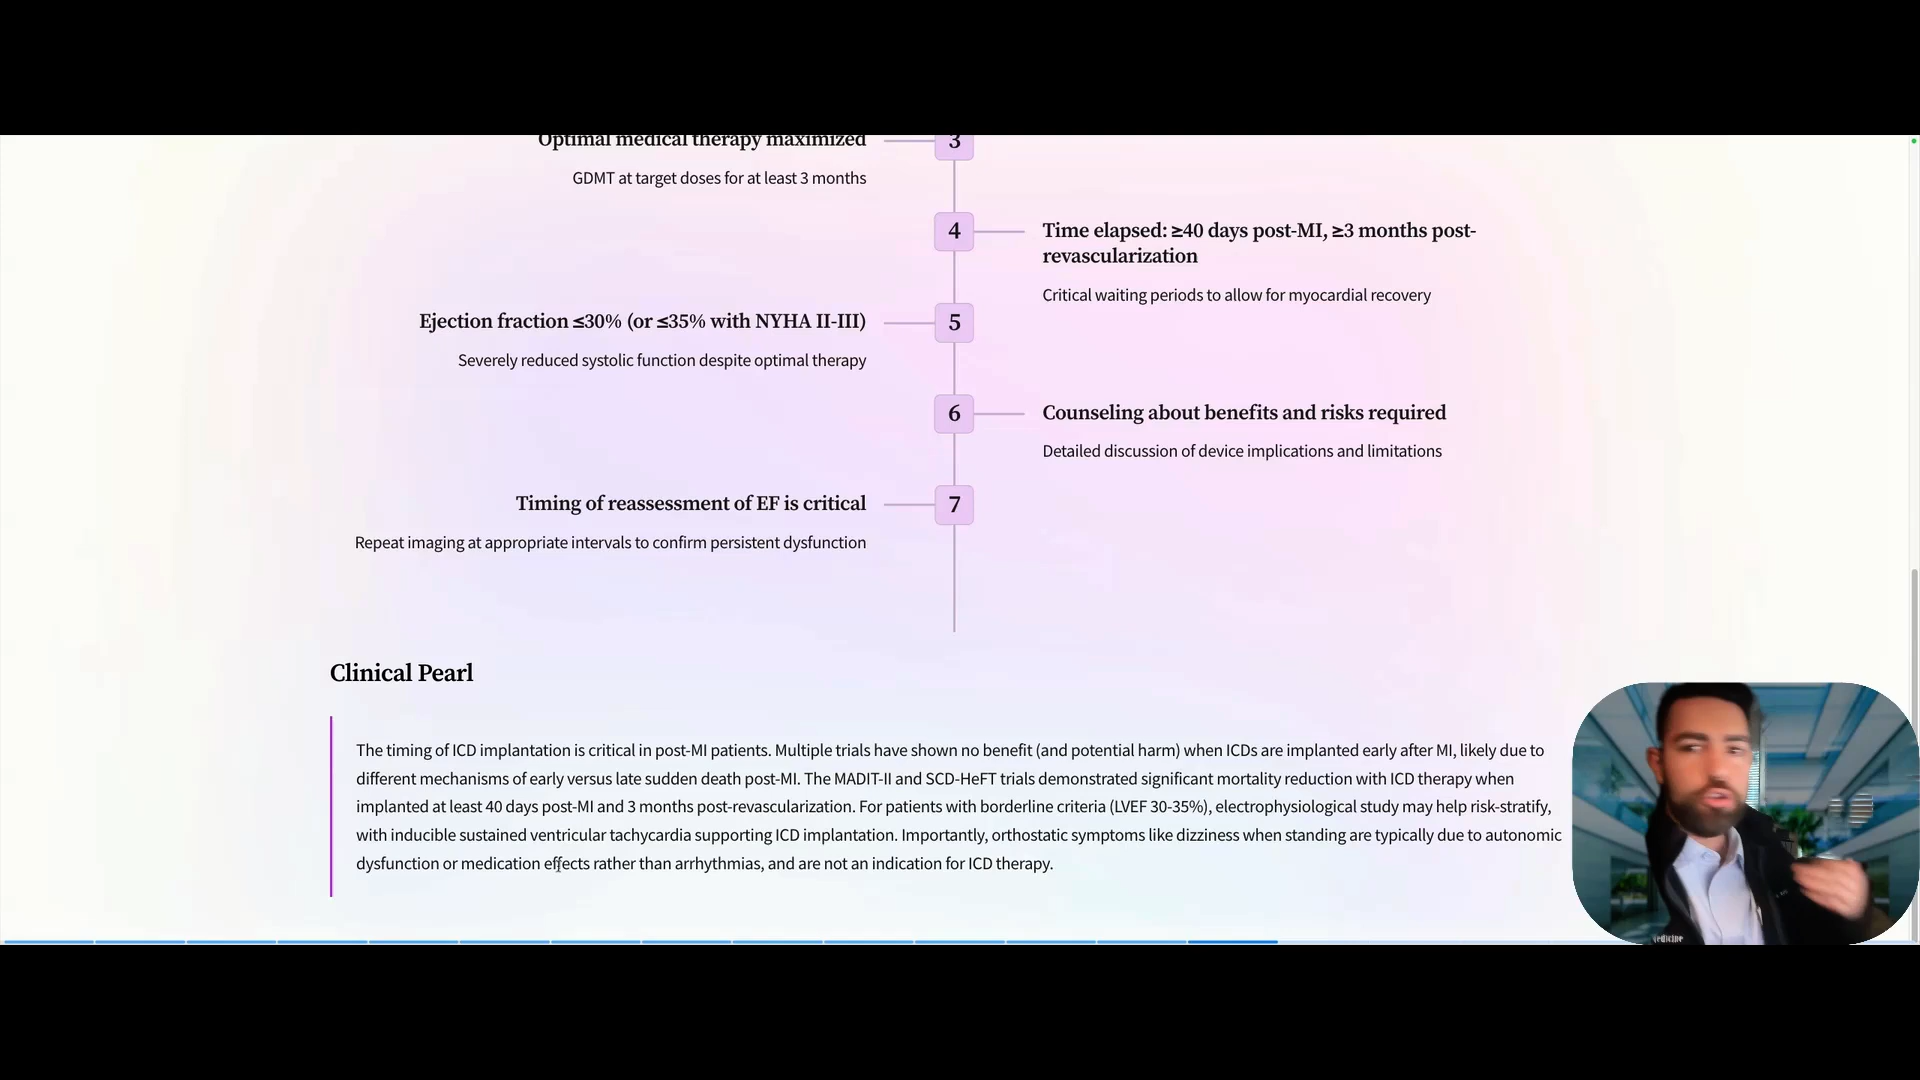 Optimal medical therapy maximized
3
GDMT at target doses for at least 3 months
4
Time elapsed: ≥40 days post-MI, ≥3 months post-
revascularization
Critical waiting periods to allow for myocardial recovery
Ejection fraction ≤30% (or ≤35% with NYHA II-III)
5
Severely reduced systolic function despite optimal therapy
6
Counseling about benefits and risks required
Detailed discussion of device implications and limitations
Timing of reassessment of EF is critical
7
Repeat imaging at appropriate intervals to confirm persistent dysfunction
Clinical Pearl
The timing of ICD implantation is critical in post-MI patients. Multiple trials have shown no benefit (and potential harm) when ICDs are implanted early after MI, likely due to
different mechanisms of early versus late sudden death post-MI. The MADIT-II and SCD-HeFT trials demonstrated significant mortality reduction with ICD therapy when
implanted at least 40 days post-MI and 3 months post-revascularization. For patients with borderline criteria (LVEF 30-35%), electrophysiological study may help risk-stratify,
with inducible sustained ventricular tachycardia supporting ICD implantation. Importantly, orthostatic symptoms like dizziness when standing are typically due to autonomic
dysfunction or medication effects rather than arrhythmias, and are not an indication for ICD therapy.